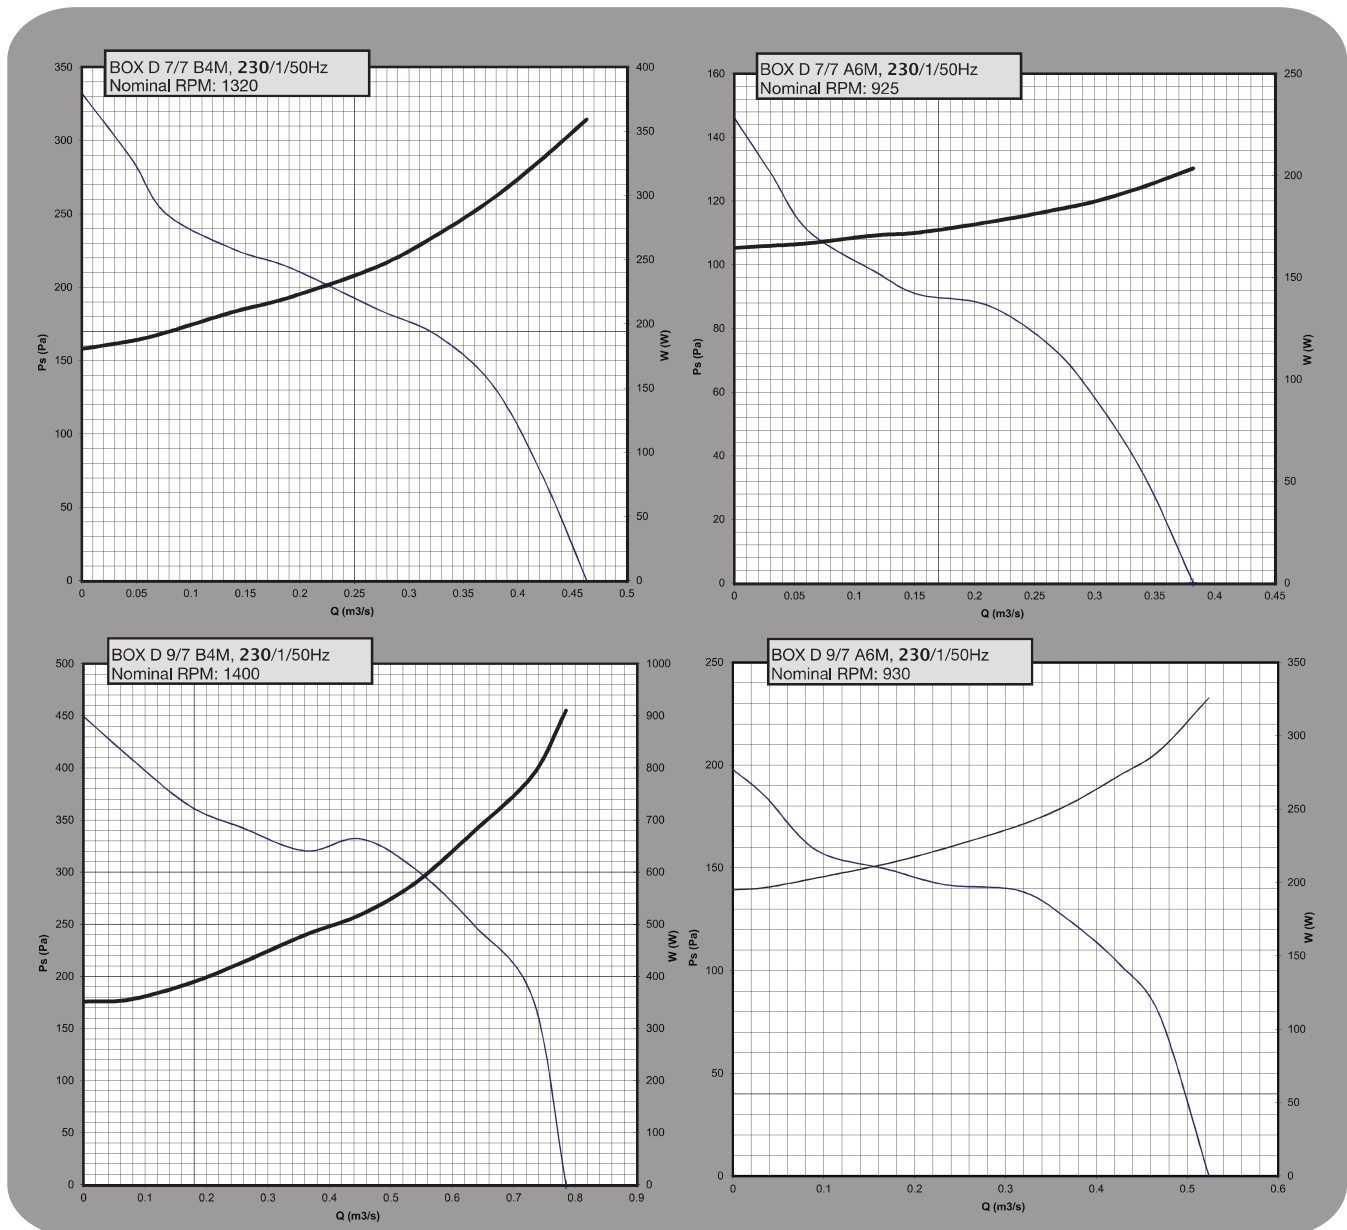 BOX D 7/7 B4M, 230/1/50Hz
Nominal RPM: 1320
350
300
250
200
150
100
50
0
Ps (Pa)
400
350
300
250
200
150
100
50
0
W (W)
0 0.05 0.1 0.15 0.2 0.25 0.3 0.35 0.4 0.45 0.5
Q (m3/s)
BOX D 7/7 A6M, 230/1/50Hz
Nominal RPM: 925
160
140
120
100
80
60
40
20
0
Ps (Pa)
250
200
150
100
50
0
W (W)
0 0.05 0.1 0.15 0.2 0.25 0.3 0.35 0.4 0.45
Q (m3/s)
BOX D 9/7 B4M, 230/1/50Hz
Nominal RPM: 1400
500
450
400
350
300
250
200
150
100
50
0
Ps (Pa)
1000
900
800
700
600
500
400
300
200
100
0
W (W)
0 0.1 0.2 0.3 0.4 0.5 0.6 0.7 0.8 0.9
Q (m3/s)
BOX D 9/7 A6M, 230/1/50Hz
Nominal RPM: 930
250
200
150
100
50
0
Ps (Pa)
350
300
250
200
150
100
50
0
W (W)
0 0.1 0.2 0.3 0.4 0.5 0.6
Q (m3/s)